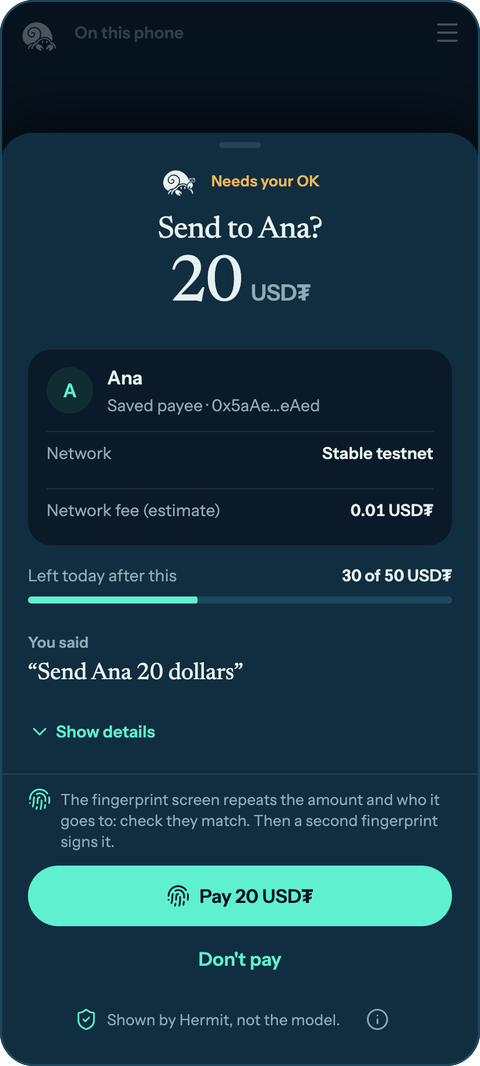 On this phone
Needs your OK
Send to Ana?
20 USD₮
A
Ana
Saved payee · 0x5aAe...eAed
Network
Stable testnet
Network fee (estimate)
0.01 USD₮
Left today after this
30 of 50 USD₮
You said
“Send Ana 20 dollars”
Show details
The fingerprint screen repeats the amount and who it
goes to: check they match. Then a second fingerprint
signs it.
Pay 20 USD₮
Don't pay
Shown by Hermit, not the model.